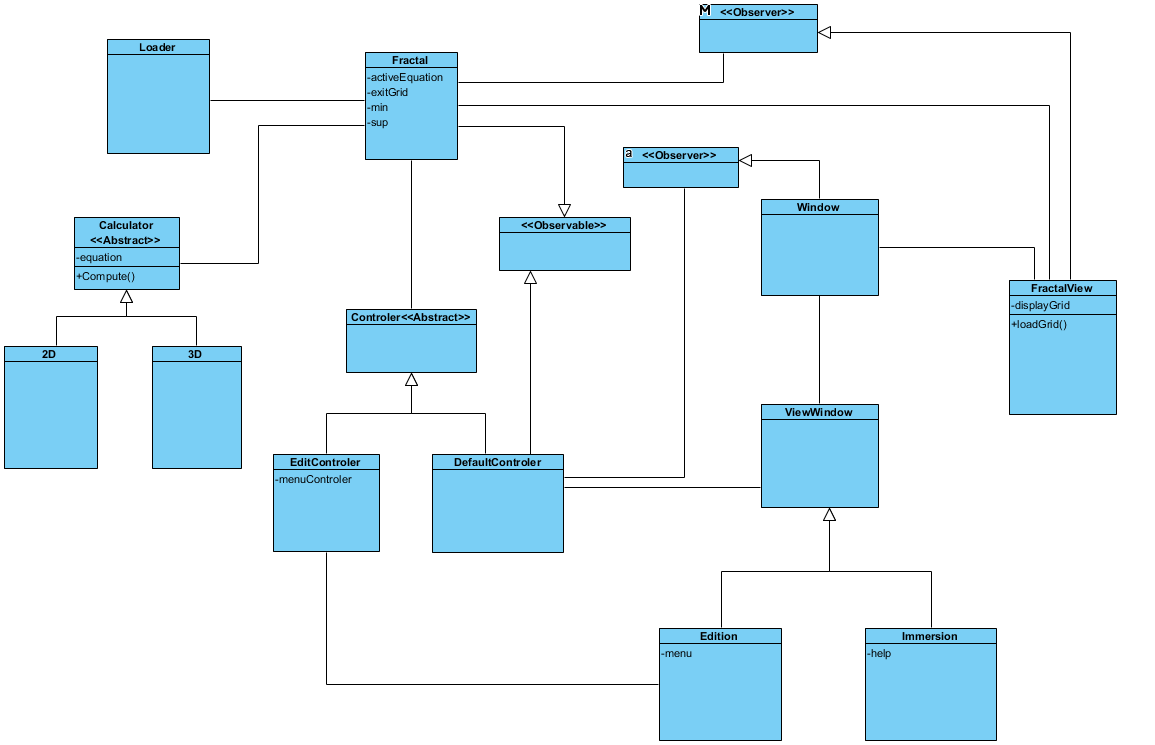 M <<Observer>>
Loader
Fractal
-activeEquation
-exitGrid
-min
-sup
a <<Observer>>
Window
Calculator
<<Abstract>>
-equation
+Compute()
<<Observable>>
FractalView
-displayGrid
+loadGrid()
Controler<<Abstract>>
2D
3D
ViewWindow
EditControler
-menuControler
DefaultControler
Edition
-menu
Immersion
-help